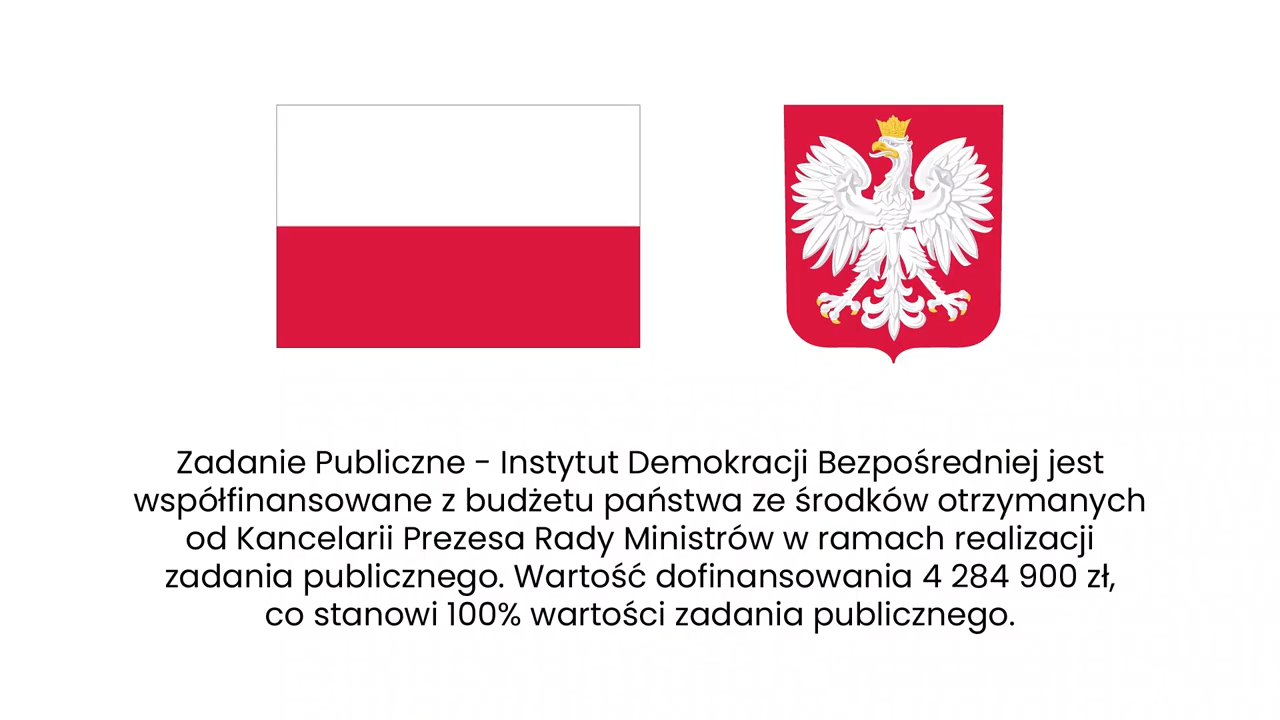 Zadanie Publiczne - Instytut Demokracji Bezpośredniej jest
współfinansowane z budżetu państwa ze środków otrzymanych
od Kancelarii Prezesa Rady Ministrów w ramach realizacji
zadania publicznego. Wartość dofinansowania 4 284 900 zł,
co stanowi 100% wartości zadania publicznego.